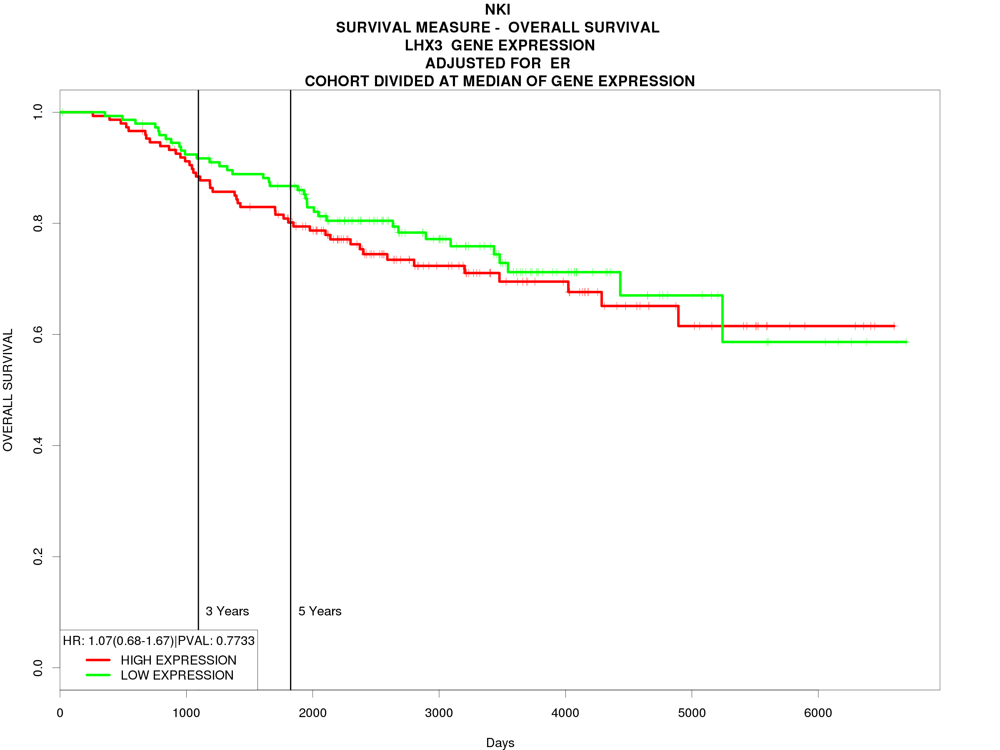 NKI
SURVIVAL MEASURE - OVERALL SURVIVAL
LHX3 GENE EXPRESSION
ADJUSTED FOR ER
COHORT DIVIDED AT MEDIAN OF GENE EXPRESSION
OVERALL SURVIVAL
1.0
0.8
0.6
0.4
0.2
0.0
3 Years
5 Years
HR: 1.07(0.68-1.67)|PVAL: 0.7733
HIGH EXPRESSION
LOW EXPRESSION
0 1000 2000 3000 4000 5000 6000
Days